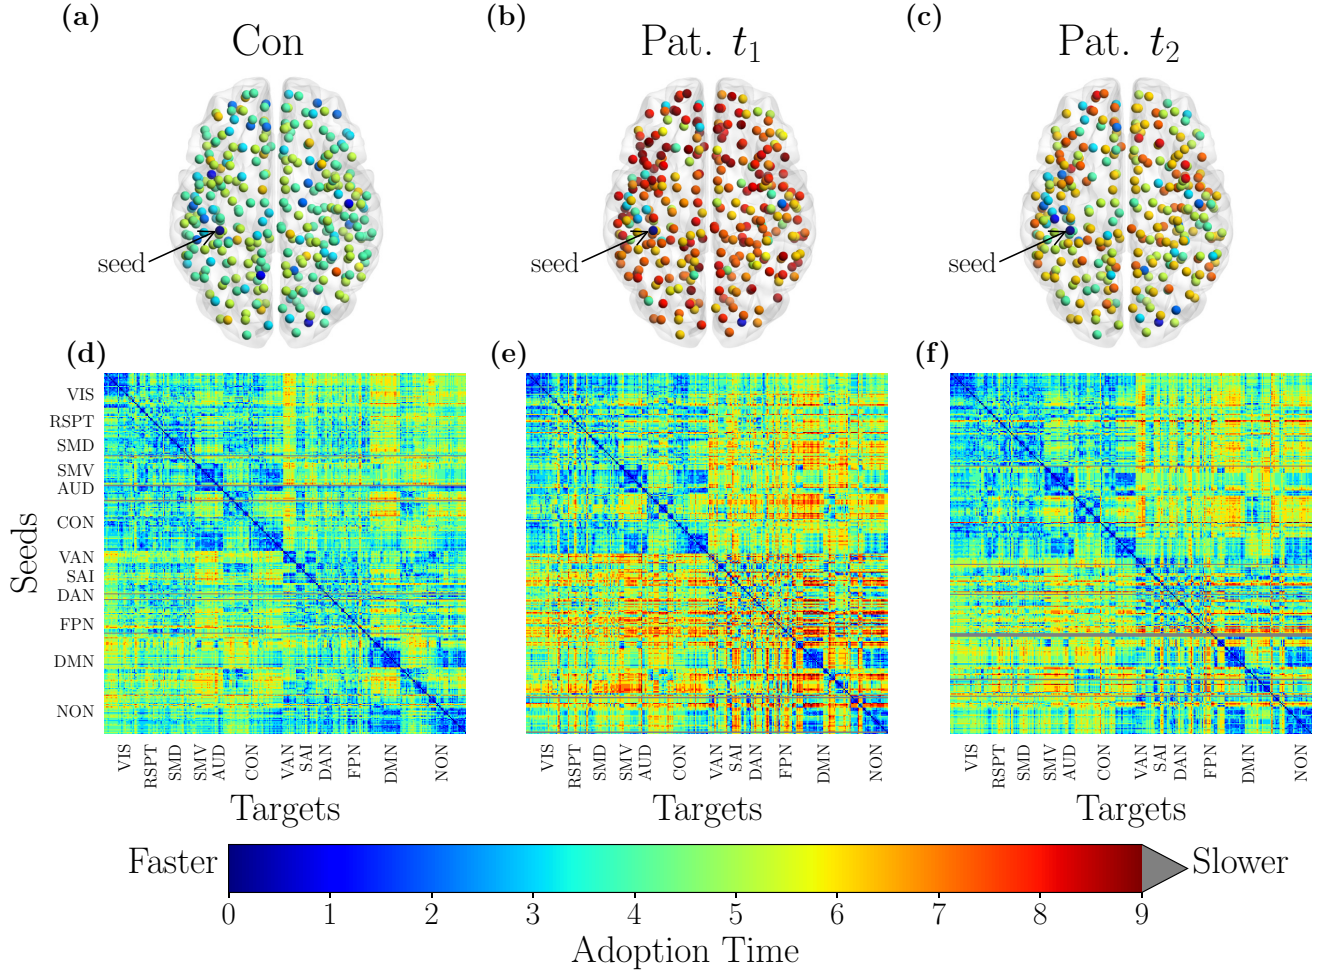 (a)
(b)
(c)
Con
Pat. t1
Pat. t2
seed
seed
seed
(d)
(e)
(f)
Seeds
VIS
RSPT
SMD
SMV
AUD
CON
VAN
SAI
DAN
FPN
DMN
NON
VIS RSPT SMD SMV AUD CON VAN SAI DAN FPN DMN NON
VIS RSPT SMD SMV AUD CON VAN SAI DAN FPN DMN NON
VIS RSPT SMD SMV AUD CON VAN SAI DAN FPN DMN NON
Targets
Targets
Targets
Faster
Slower
0 1 2 3 4 5 6 7 8 9
Adoption Time